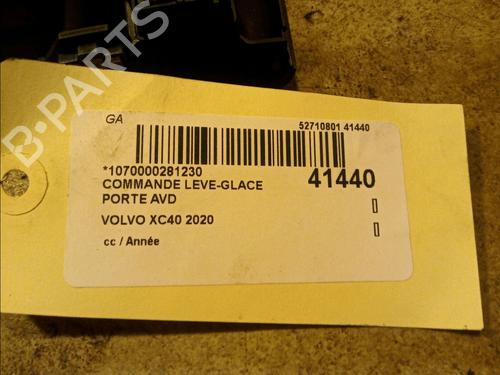 B-PARTS
GA
52710801 41440
*1070000281230
41440
COMMANDE LEVE-GLACE
PORTE AVD
VOLVO XC40 2020
cc / Année